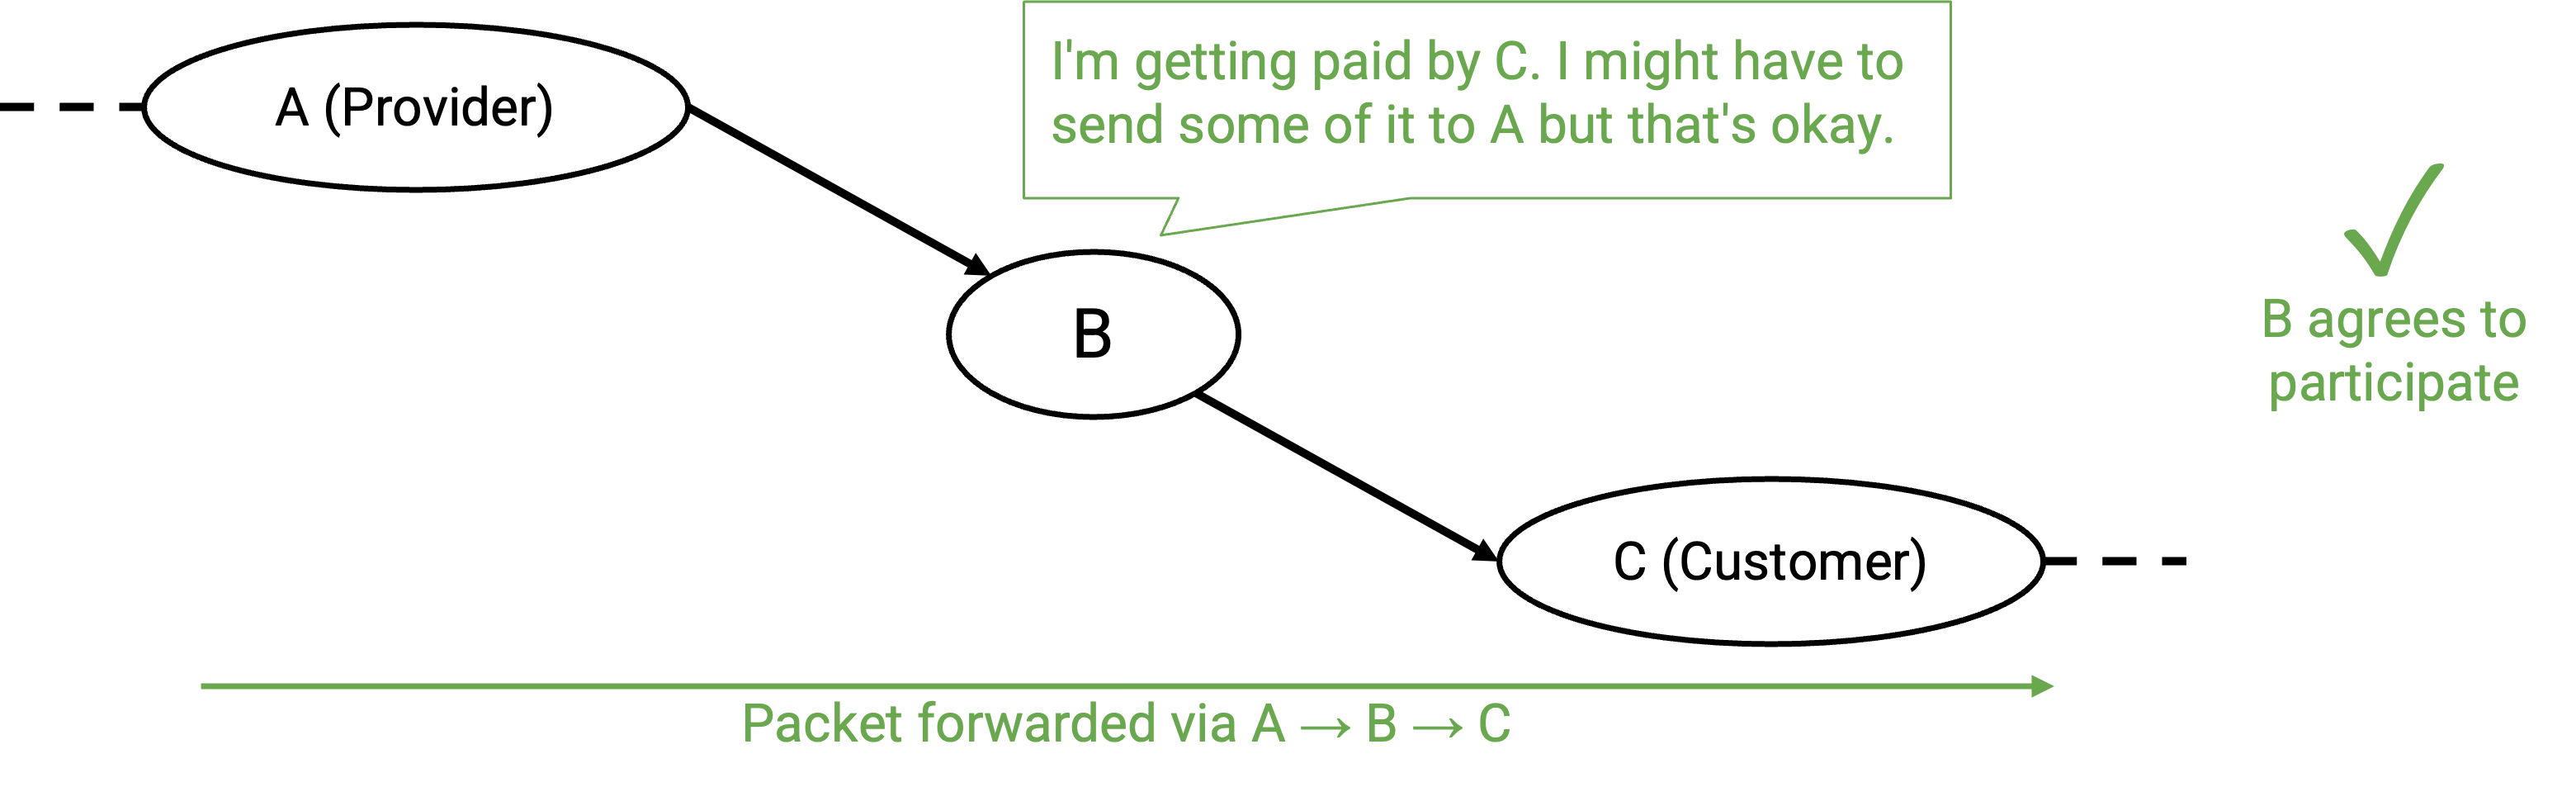 I'm getting paid by C. I might have to
send some of it to A but that's okay.
A (Provider)
B
B agrees to
participate
C (Customer)
Packet forwarded via A → B → C